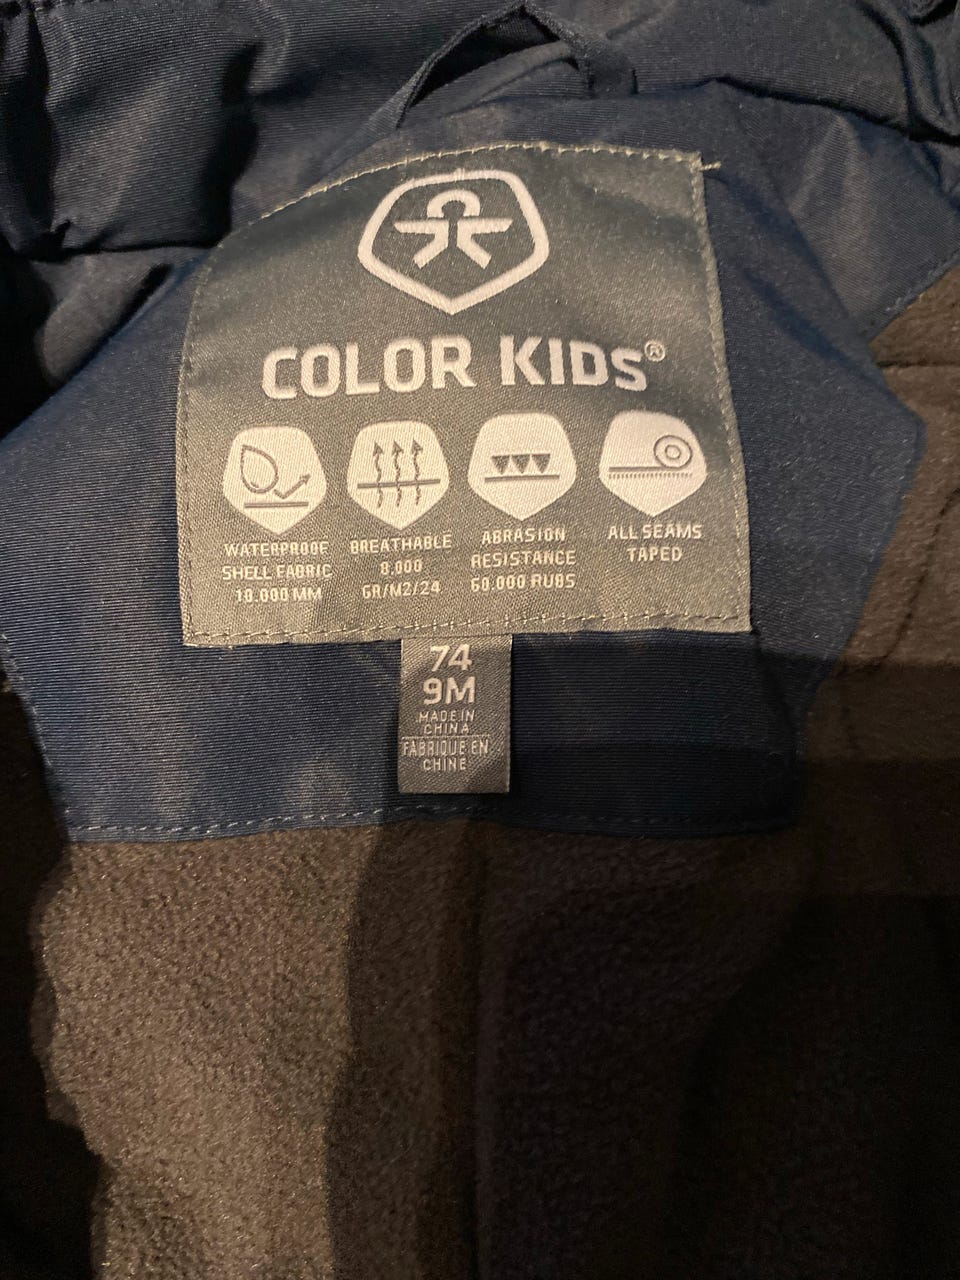 COLOR KIDS®
WATERPROOF
SHELL FABRIC
10.000 MM
BREATHABLE
8.000
GR/M2/24
ABRASION
RESISTANCE
60.000 RUBS
ALL SEAMS
TAPED
74
9M
MADE IN
CHINA
FABRIQUE EN
CHINE